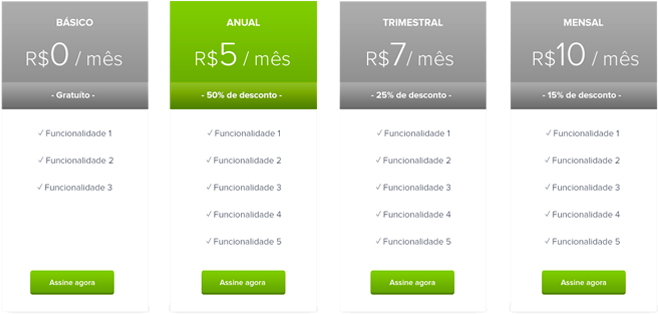 BÁSICO
R$0 / mês
- Gratuíto -
✓ Funcionalidade 1
✓ Funcionalidade 2
✓ Funcionalidade 3
Assine agora
ANUAL
R$5 / mês
- 50% de desconto -
✓ Funcionalidade 1
✓ Funcionalidade 2
✓ Funcionalidade 3
✓ Funcionalidade 4
✓ Funcionalidade 5
Assine agora
TRIMESTRAL
R$7/ mês
- 25% de desconto -
✓ Funcionalidade 1
✓ Funcionalidade 2
✓ Funcionalidade 3
✓ Funcionalidade 4
✓ Funcionalidade 5
Assine agora
MENSAL
R$10 / mês
- 15% de desconto -
✓ Funcionalidade 1
✓ Funcionalidade 2
✓ Funcionalidade 3
✓ Funcionalidade 4
✓ Funcionalidade 5
Assine agora